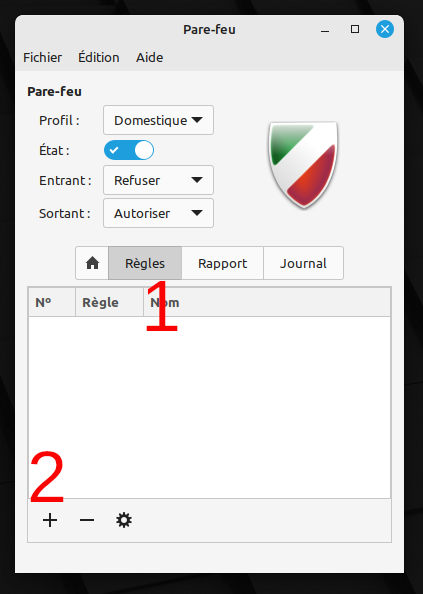 Pare-feu
Fichier Édition Aide
Pare-feu
Profil : Domestique
État :
Entrant : Refuser
Sortant : Autoriser
Règles Rapport Journal
Nº Règle Nom
1
2